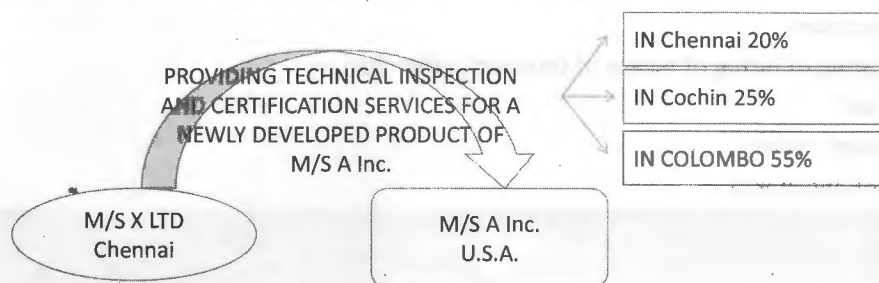 PROVIDING TECHNICAL INSPECTION
AND CERTIFICATION SERVICES FOR A
NEWLY DEVELOPED PRODUCT OF
M/S A Inc.
IN Chennai 20%
IN Cochin 25%
IN COLOMBO 55%
M/S X LTD
Chennai
M/S A Inc.
U.S.A.